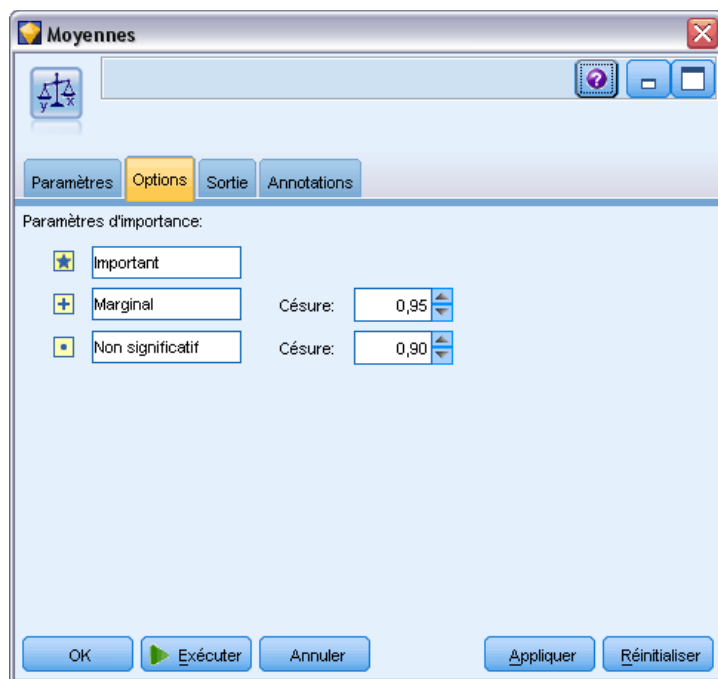 Moyennes
Paramètres Options Sortie Annotations
Paramètres d'importance:
Important
Marginal Césure: 0,95
Non significatif Césure: 0,90
OK Exécuter Annuler Appliquer Réinitialiser